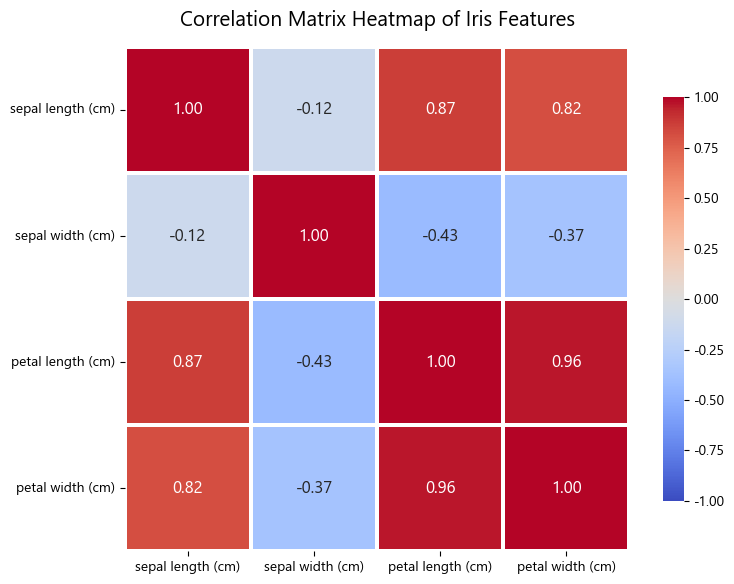 Correlation Matrix Heatmap of Iris Features
sepal length (cm) 1.00 -0.12 0.87 0.82
sepal width (cm) -0.12 1.00 -0.43 -0.37
petal length (cm) 0.87 -0.43 1.00 0.96
petal width (cm) 0.82 -0.37 0.96 1.00
sepal length (cm) sepal width (cm) petal length (cm) petal width (cm)
1.00
0.75
0.50
0.25
0.00
-0.25
-0.50
-0.75
-1.00